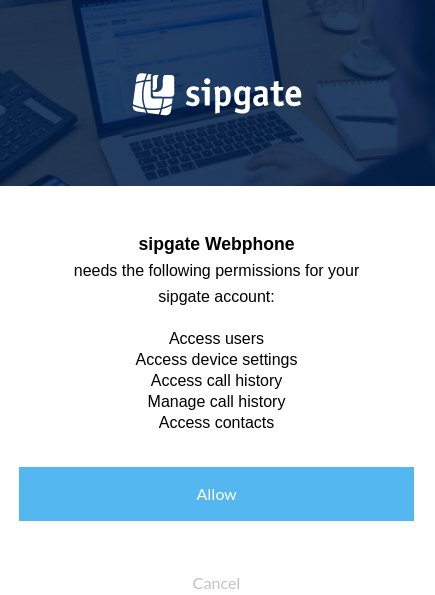 sipgate
sipgate Webphone
needs the following permissions for your
sipgate account:
Access users
Access device settings
Access call history
Manage call history
Access contacts
Allow
Cancel